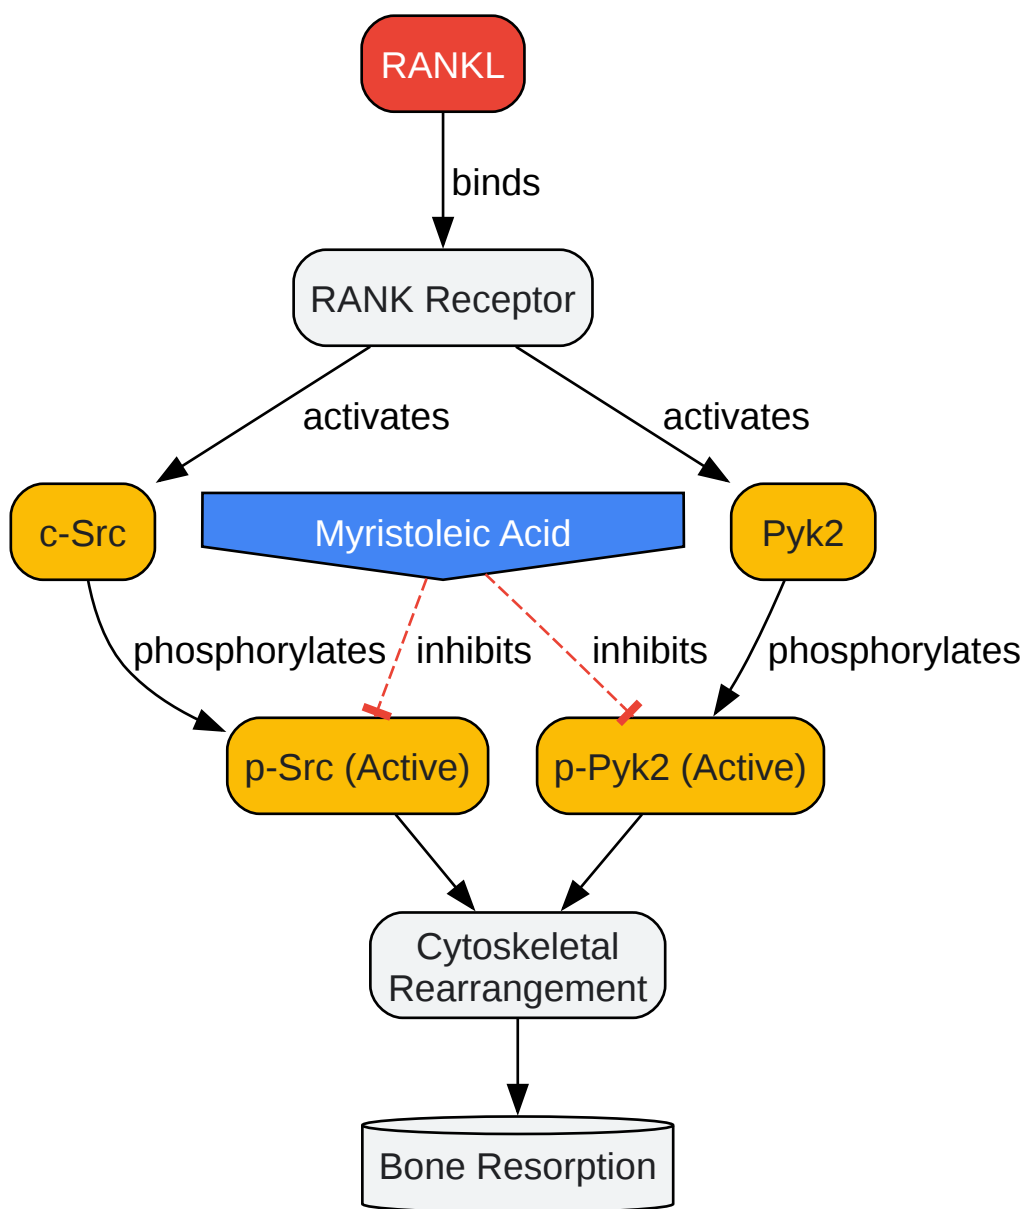 RANKL
binds
RANK Receptor
activates
activates
c-Src
Myristoleic Acid
Pyk2
phosphorylates
inhibits
inhibits
phosphorylates
p-Src (Active)
p-Pyk2 (Active)
Cytoskeletal
Rearrangement
Bone Resorption